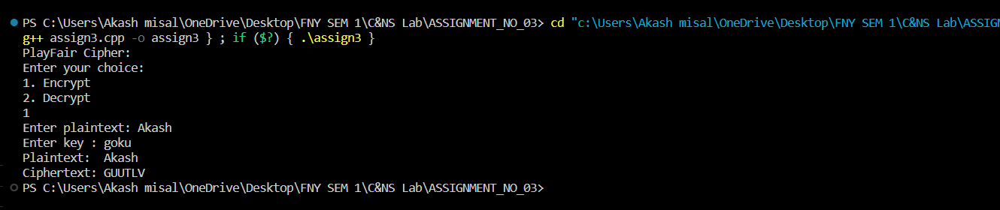 PS C:\Users\Akash misal\OneDrive\Desktop\FNY SEM 1\C&NS Lab\ASSIGNMENT_NO_03> cd "c:\Users\Akash misal\OneDrive\Desktop\FNY SEM 1\C&NS Lab\ASSIGN
g++ assign3.cpp -o assign3 } ; if ($?) { .\assign3 }
PlayFair Cipher:
Enter your choice:
1. Encrypt
2. Decrypt
1
Enter plaintext: Akash
Enter key : goku
Plaintext:  Akash
Ciphertext: GUUTLV
PS C:\Users\Akash misal\OneDrive\Desktop\FNY SEM 1\C&NS Lab\ASSIGNMENT_NO_03>